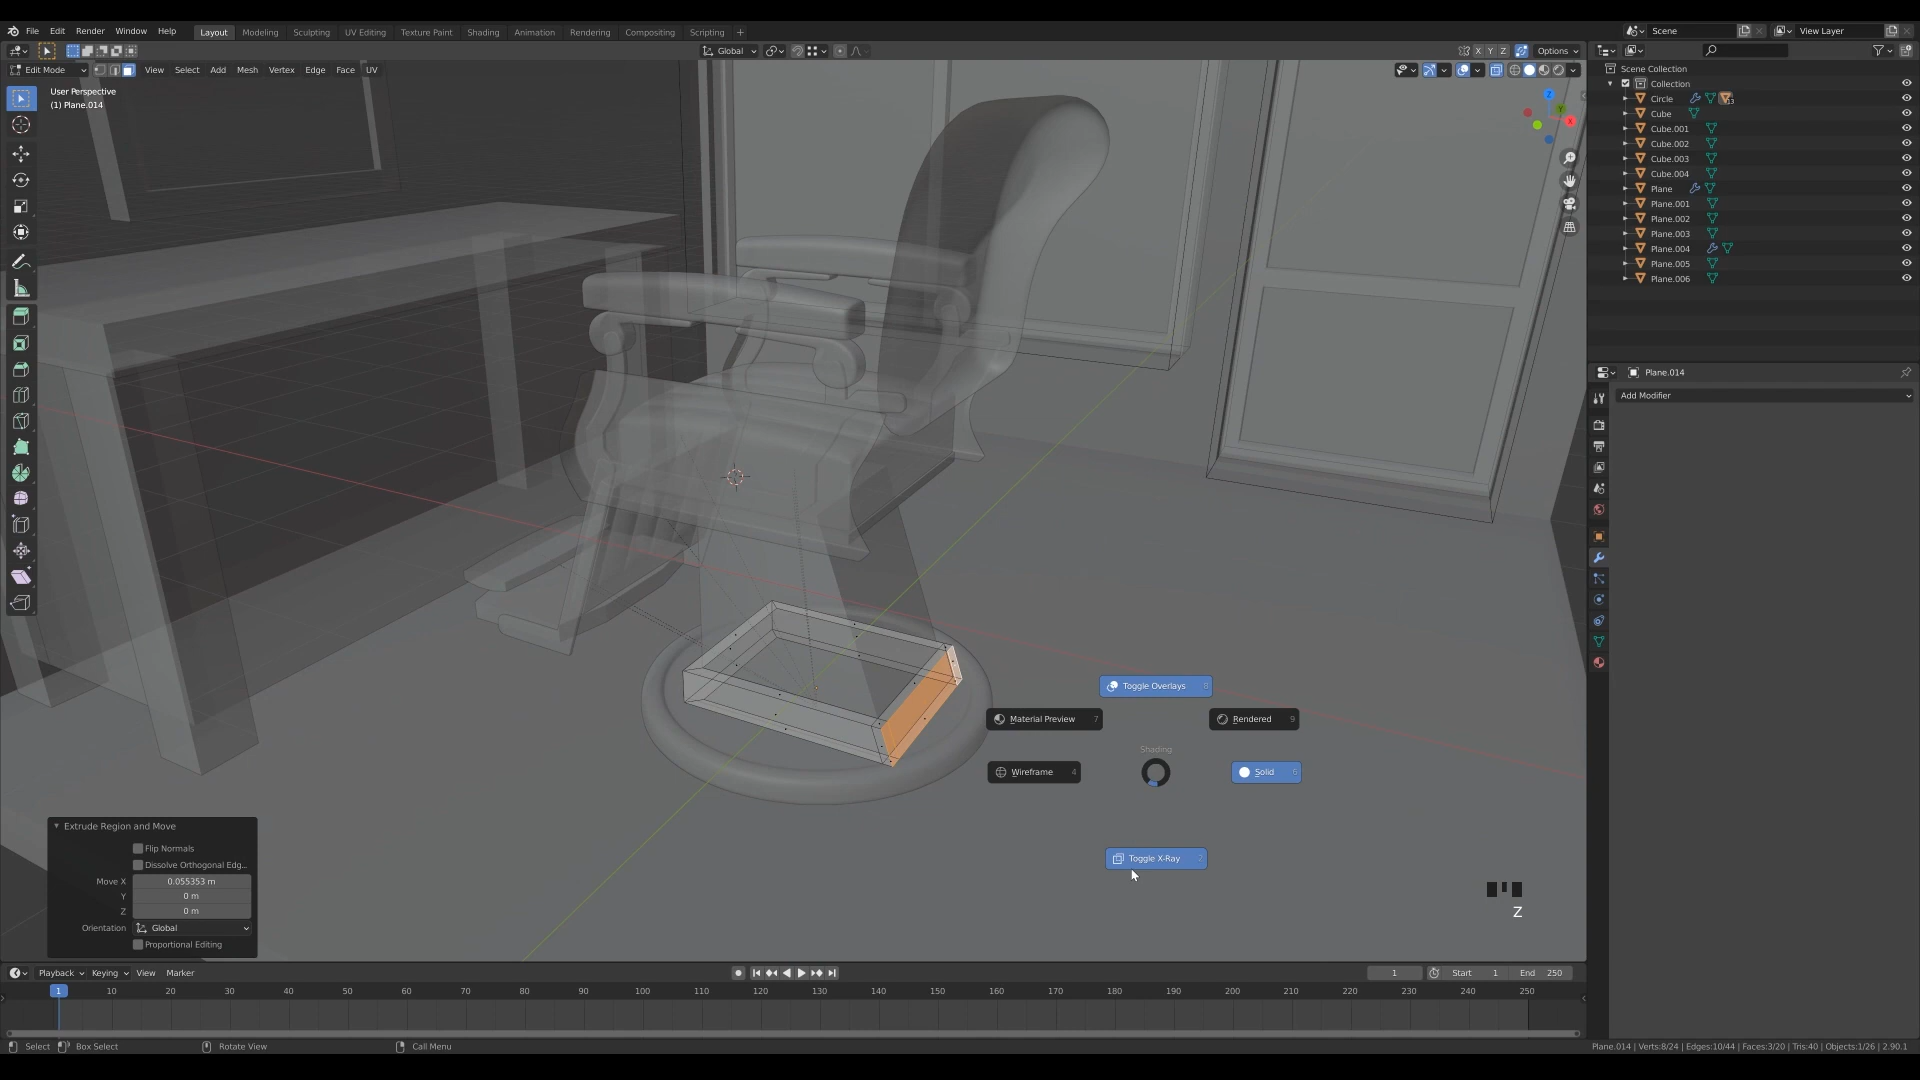 File Edit Render Window Help Layout Modeling Sculpting UV Editing Texture Paint Shading Animation Rendering Compositing Scripting + Scene View Layer
Global X Y Z Options
Edit Mode View Select Add Mesh Vertex Edge Face UV
User Perspective
(1) Plane.014
Scene Collection
Collection
Circle 13
Cube
Cube.001
Cube.002
Cube.003
Cube.004
Plane
Plane.001
Plane.002
Plane.003
Plane.004
Plane.005
Plane.006
Z
Y
X
Plane.014
Add Modifier
Toggle Overlays 8
Material Preview 7
Rendered 9
Shading
Wireframe 4
Solid 6
Toggle X-Ray 2
Z
Extrude Region and Move
Flip Normals
Dissolve Orthogonal Edg...
Move X 0.055353 m
Y 0 m
Z 0 m
Orientation Global
Proportional Editing
Playback Keying View Marker 1 Start 1 End 250
1 10 20 30 40 50 60 70 80 90 100 110 120 130 140 150 160 170 180 190 200 210 220 230 240 250
Select Box Select Rotate View Call Menu Plane.014 | Verts:8/24 | Edges:10/44 | Faces:3/20 | Tris:40 | Objects:1/26 | 2.90.1